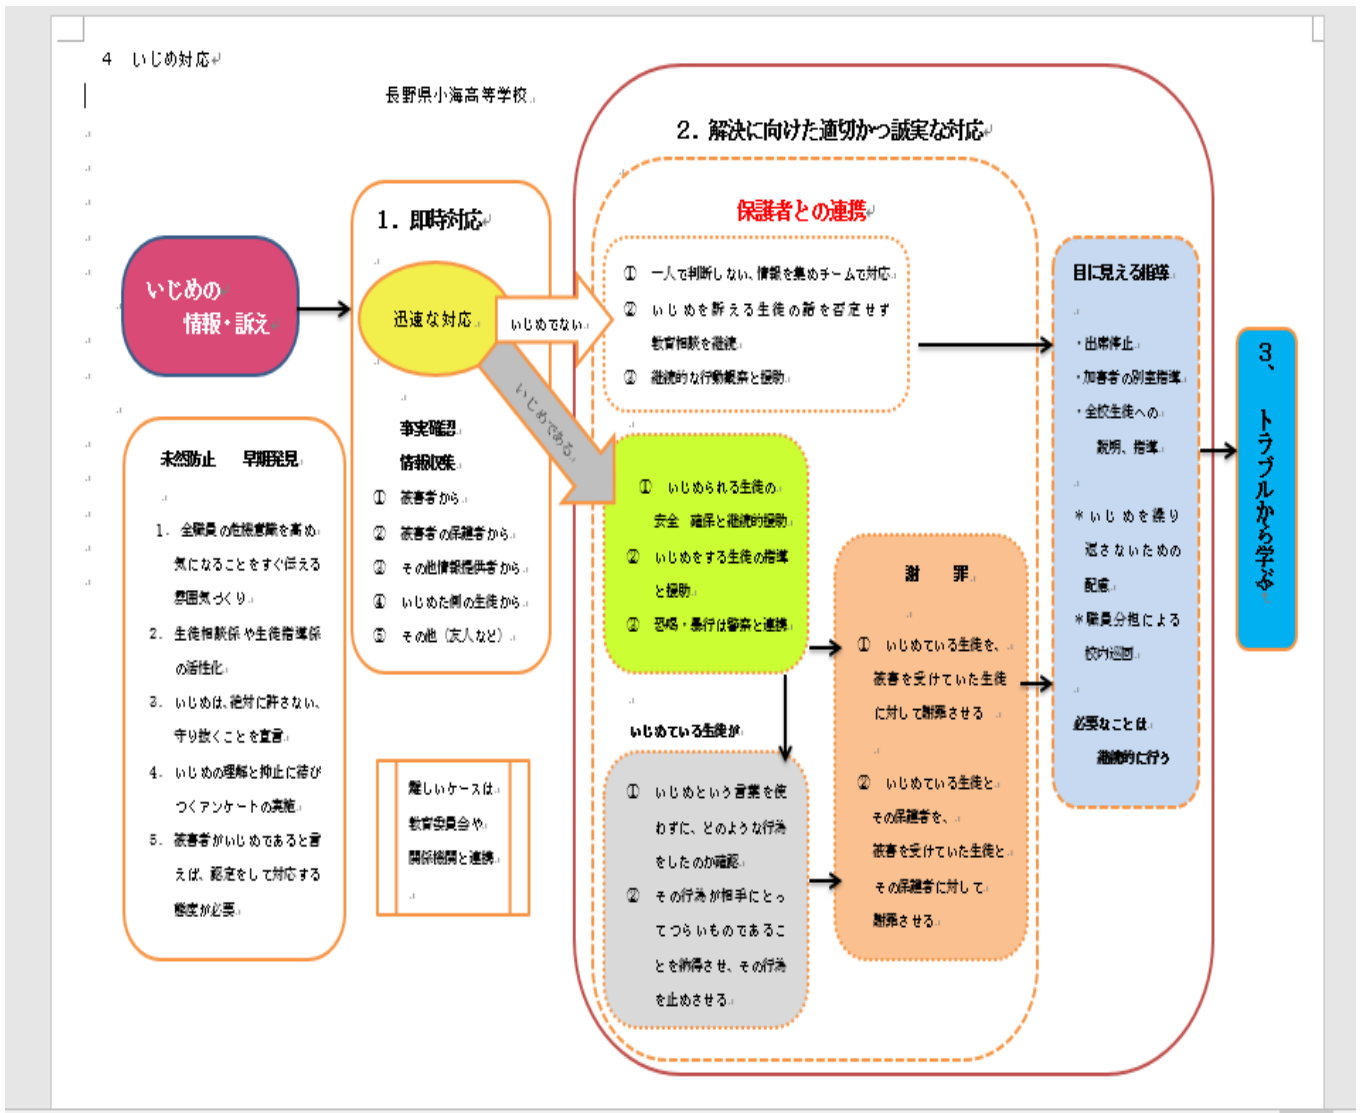 4　いじめ対応
長野県小海高等学校
いじめの
情報・訴え
未然防止　早期発見
1．全職員の危機意識を高め
気になることをすぐ伝える
雰囲気づくり
2．生徒相談係や生徒指導係
の活性化
3．いじめは、絶対に許さない、
守り抜くことを宣言
4．いじめの理解と抑止に結び
つくアンケートの実施
5．被害者がいじめであると言
えば、認定をして対応する
態度が必要
1．即時対応
迅速な対応
いじめでない
いじめである
事実確認
情報収集
① 被害者から
② 被害者の保護者から
③ その他情報提供者から
④ いじめた側の生徒から
⑤ その他（友人など）
難しいケースは
教育委員会や
関係機関と連携
2．解決に向けた適切かつ誠実な対応
保護者との連携
① 一人で判断しない、情報を集めチームで対応
② いじめを訴える生徒の話を否定せず
教育相談を継続
③ 継続的な行動観察と援助
① いじめられる生徒の
安全　確保と継続的援助
② いじめをする生徒の指導
と援助
③ 恐喝・暴行は警察と連携
いじめている生徒が
① いじめという言葉を使
わずに、どのような行為
をしたのか確認
② その行為が相手にとっ
てつらいものであるこ
とを納得させ、その行為
を止めさせる
謝　罪
① いじめている生徒を、
被害を受けていた生徒
に対して謝罪させる
② いじめている生徒と
その保護者を、
被害を受けていた生徒と
その保護者に対して
謝罪させる
目に見える指導
・出席停止
・加害者の別室指導
・全校生徒への
説明、指導
＊いじめを繰り
返さないための
配慮
＊職員分担による
校内巡回
必要なことは
継続的に行う
3、　トラブルから学ぶ